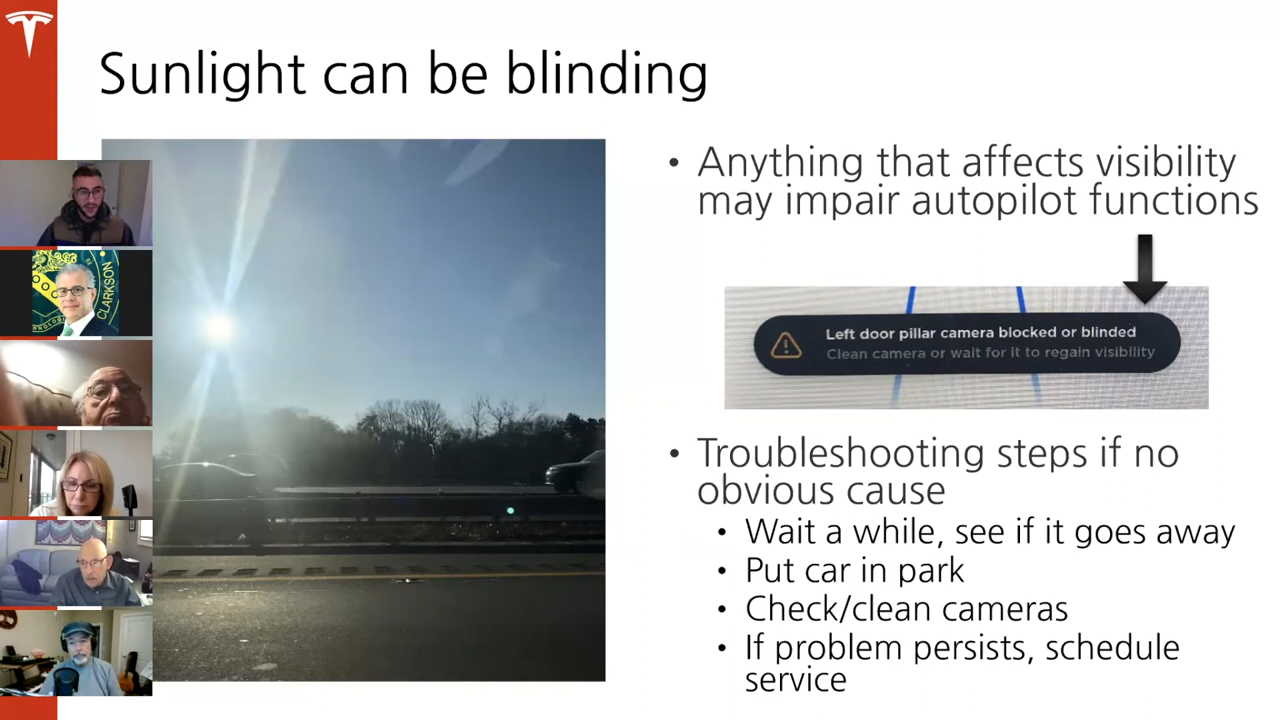 Sunlight can be blinding
• Anything that affects visibility
may impair autopilot functions
Left door pillar camera blocked or blinded
Clean camera or wait for it to regain visibility
• Troubleshooting steps if no
obvious cause
• Wait a while, see if it goes away
• Put car in park
• Check/clean cameras
• If problem persists, schedule
service
CLARKSON